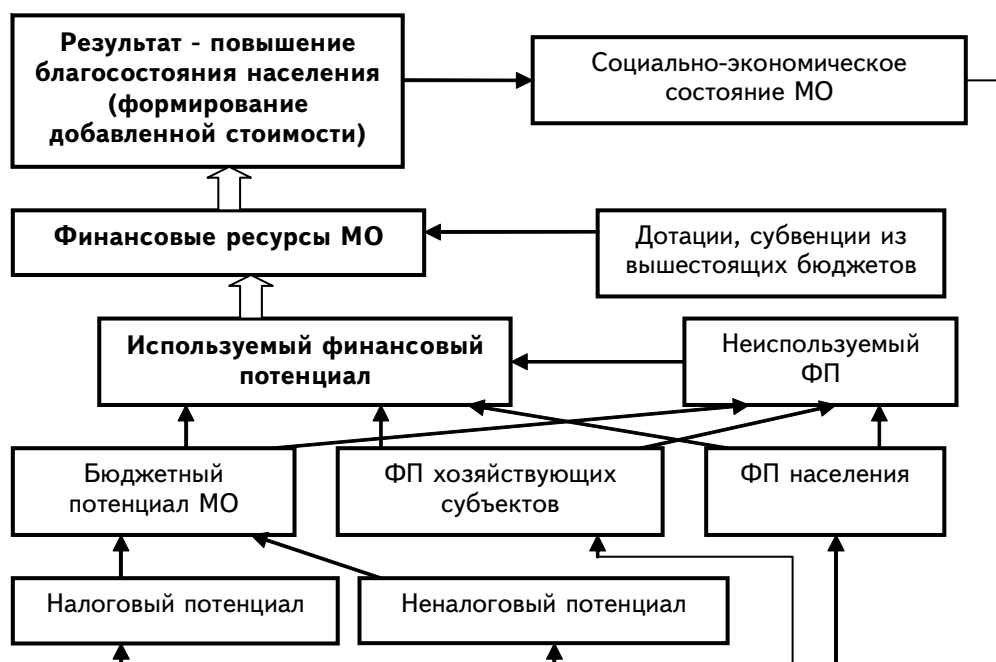 Результат - повышение
благосостояния населения
(формирование
добавленной стоимости)
Социально-экономическое
состояние МО
Финансовые ресурсы МО
Дотации, субвенции из
вышестоящих бюджетов
Используемый финансовый
потенциал
Неиспользуемый
ФП
Бюджетный
потенциал МО
ФП хозяйствующих
субъектов
ФП населения
Налоговый потенциал
Неналоговый потенциал